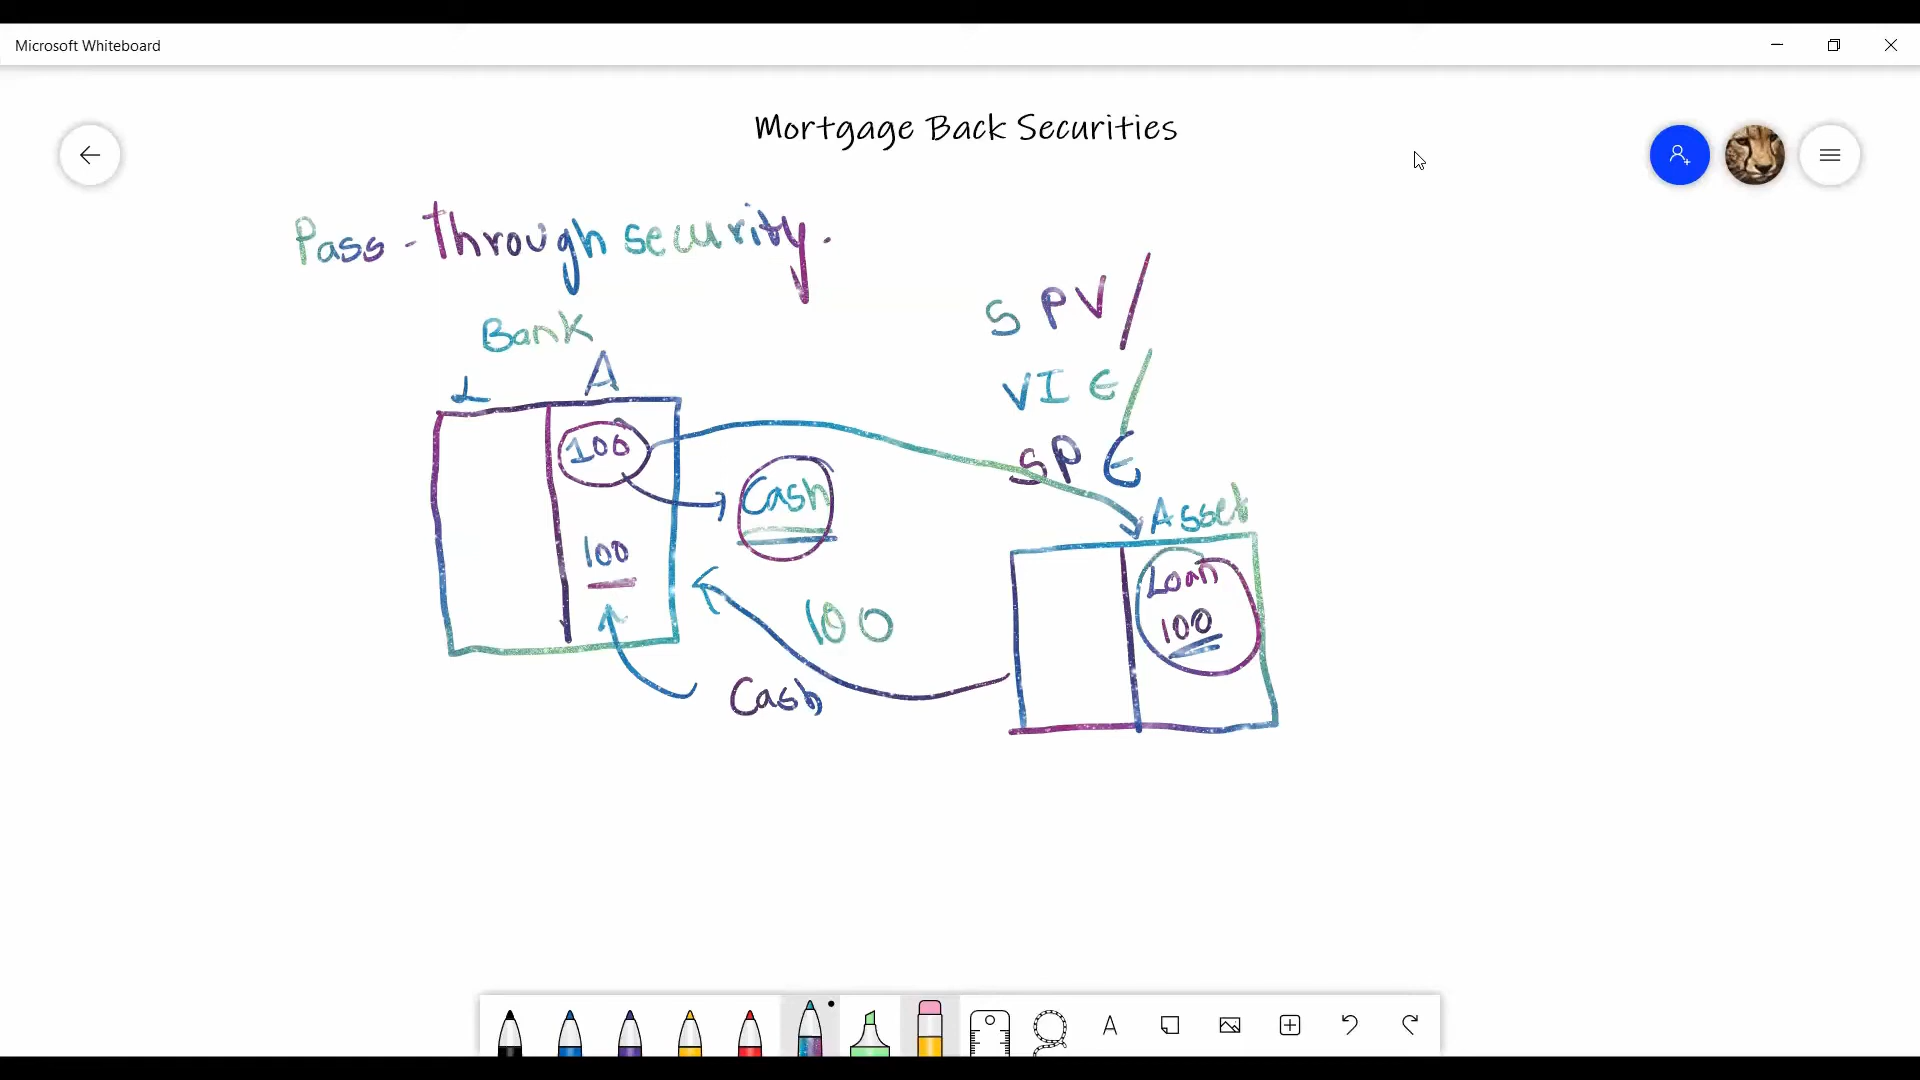 Microsoft Whiteboard
Mortgage Back Securities
Pass-Through security.
SPV/
Bank
VIE/
L A
SPE
100
Cash
Asset
100
Loan
100
100
Cash
A